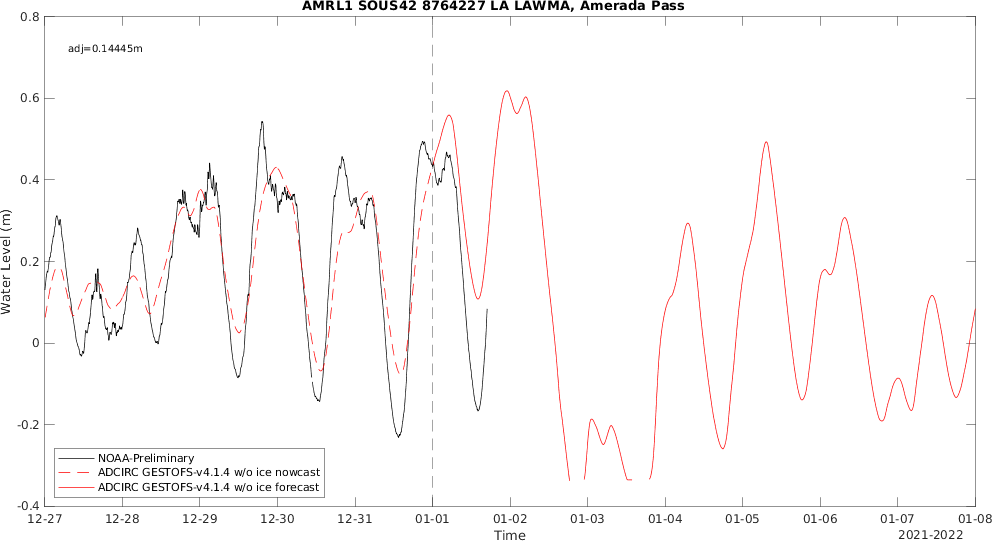 AMRL1 SOUS42 8764227 LA LAWMA, Amerada Pass
adj=0.14445m
0.8
0.6
0.4
0.2
0
-0.2
-0.4
Water Level (m)
NOAA-Preliminary
ADCIRC GESTOFS-v4.1.4 w/o ice nowcast
ADCIRC GESTOFS-v4.1.4 w/o ice forecast
12-27 12-28 12-29 12-30 12-31 01-01 01-02 01-03 01-04 01-05 01-06 01-07 01-08
Time
2021-2022